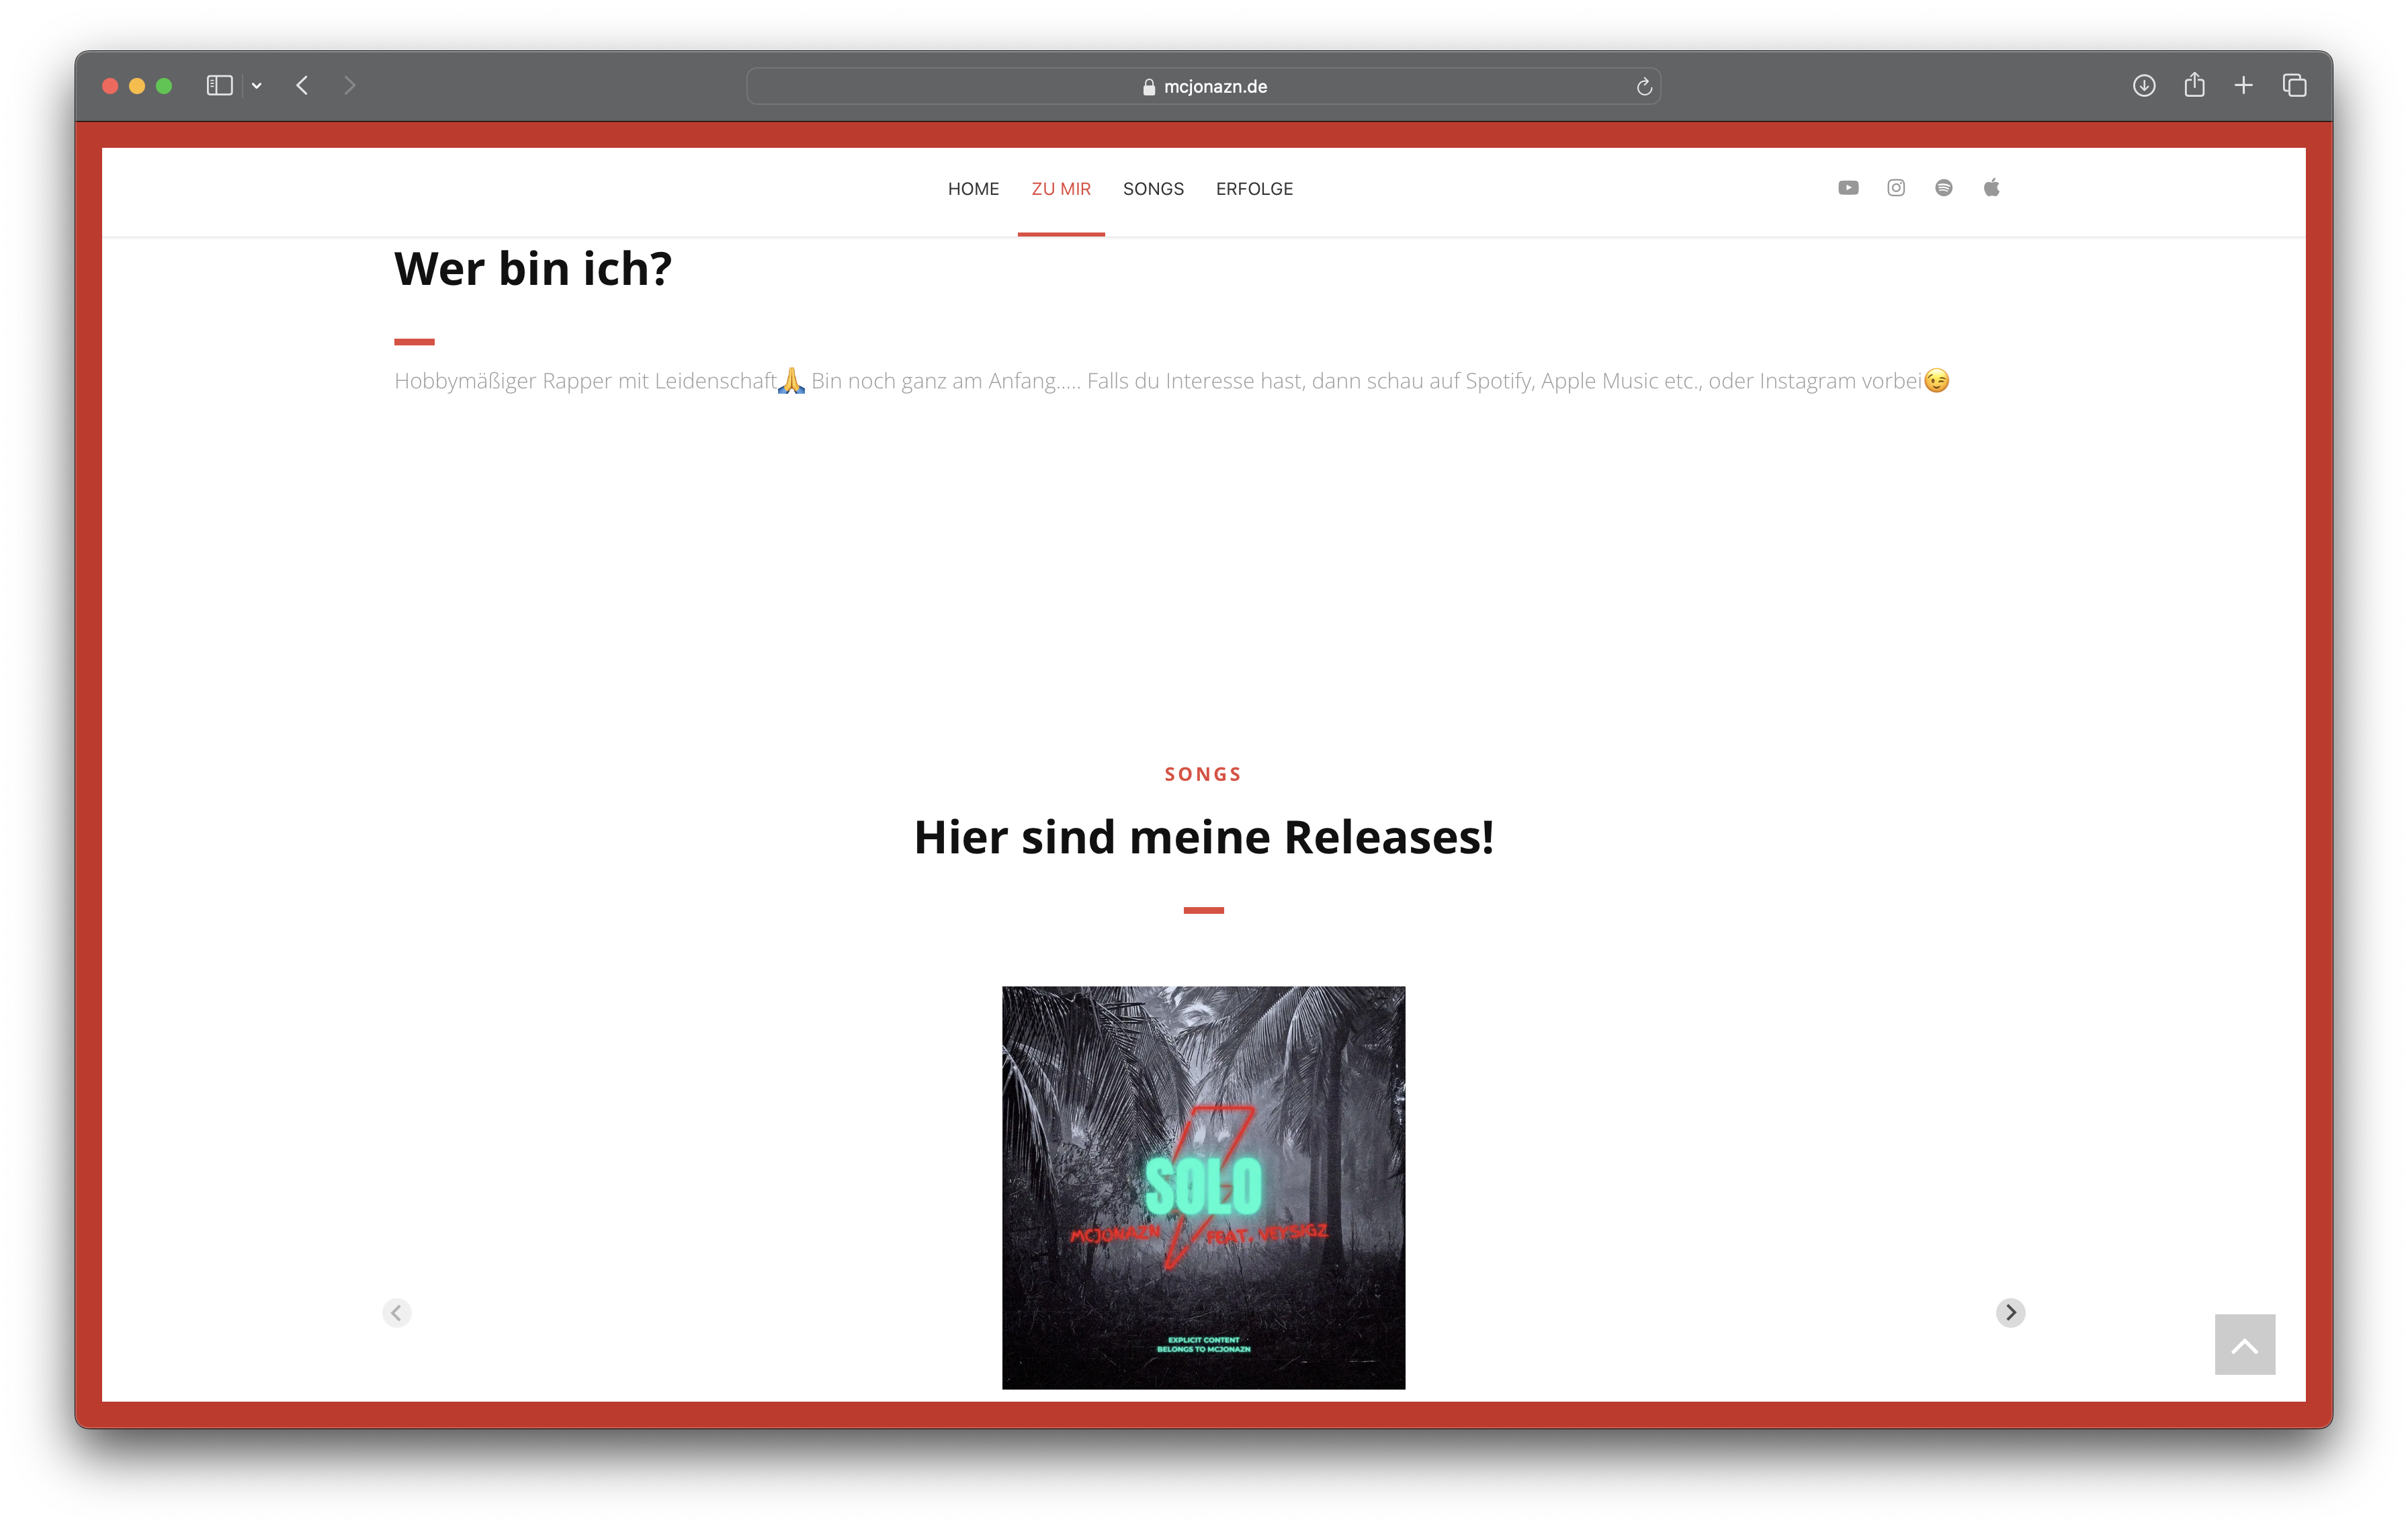 mcjonazn.de
HOME ZU MIR SONGS ERFOLGE
Wer bin ich?
Hobbymäßiger Rapper mit Leidenschaft🙏 Bin noch ganz am Anfang..... Falls du Interesse hast, dann schau auf Spotify, Apple Music etc., oder Instagram vorbei😉
SONGS
Hier sind meine Releases!
SOLO
MCJONAZN FEAT. VEYSIGZ
EXPLICIT CONTENT
BELONGS TO MCJONAZN